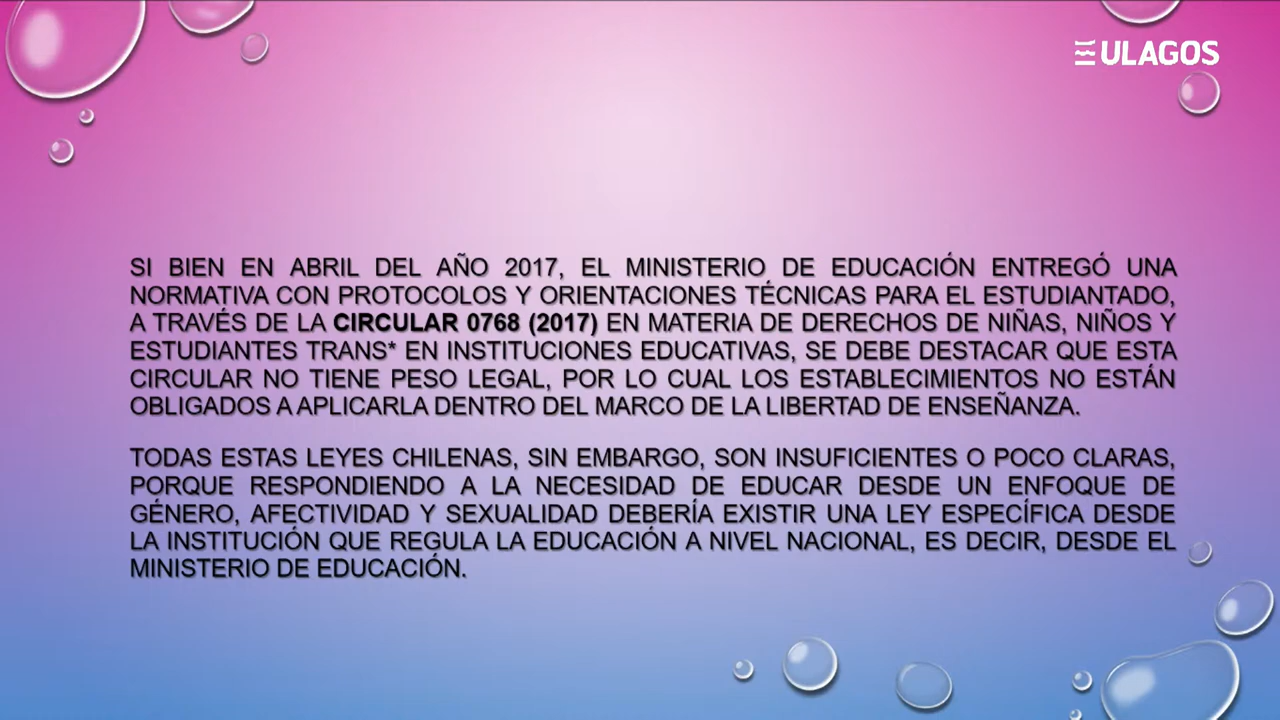 ULAGOS
SI BIEN EN ABRIL DEL AÑO 2017, EL MINISTERIO DE EDUCACIÓN ENTREGÓ UNA
NORMATIVA CON PROTOCOLOS Y ORIENTACIONES TÉCNICAS PARA EL ESTUDIANTADO,
A TRAVÉS DE LA CIRCULAR 0768 (2017) EN MATERIA DE DERECHOS DE NIÑAS, NIÑOS Y
ESTUDIANTES TRANS* EN INSTITUCIONES EDUCATIVAS, SE DEBE DESTACAR QUE ESTA
CIRCULAR NO TIENE PESO LEGAL, POR LO CUAL LOS ESTABLECIMIENTOS NO ESTÁN
OBLIGADOS A APLICARLA DENTRO DEL MARCO DE LA LIBERTAD DE ENSEÑANZA.
TODAS ESTAS LEYES CHILENAS, SIN EMBARGO, SON INSUFICIENTES O POCO CLARAS,
PORQUE RESPONDIENDO A LA NECESIDAD DE EDUCAR DESDE UN ENFOQUE DE
GÉNERO, AFECTIVIDAD Y SEXUALIDAD DEBERÍA EXISTIR UNA LEY ESPECÍFICA DESDE
LA INSTITUCIÓN QUE REGULA LA EDUCACIÓN A NIVEL NACIONAL, ES DECIR, DESDE EL
MINISTERIO DE EDUCACIÓN.